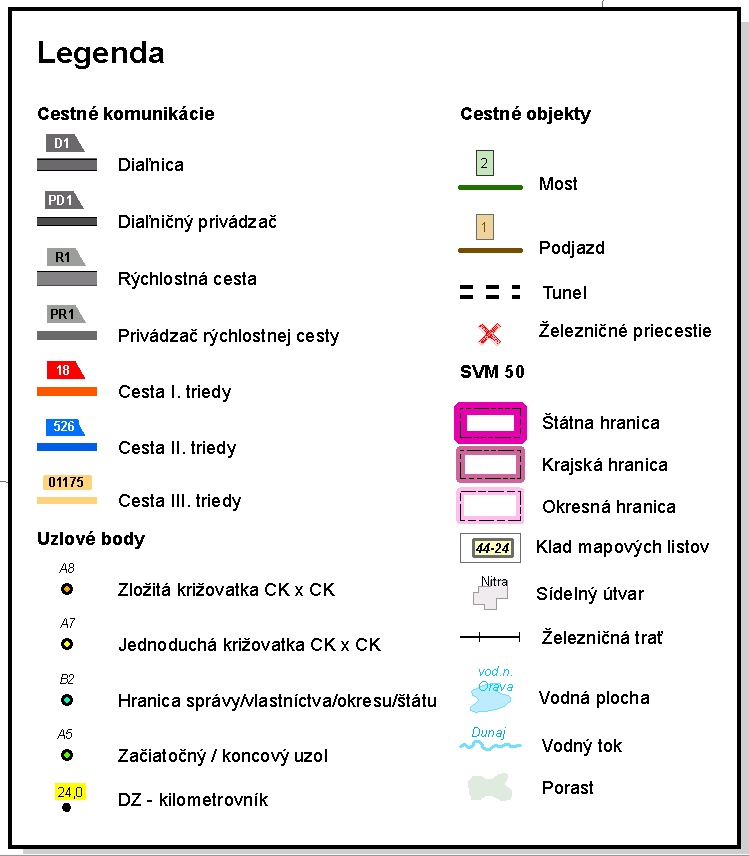 Legenda
Cestné komunikácie
D1
Diaľnica
PD1
Diaľničný privádzač
R1
Rýchlostná cesta
PR1
Privádzač rýchlostnej cesty
18
Cesta I. triedy
526
Cesta II. triedy
01175
Cesta III. triedy
Uzlové body
A8
Zložitá križovatka CK x CK
A7
Jednoduchá križovatka CK x CK
B2
Hranica správy/vlastníctva/okresu/štátu
A5
Začiatočný / koncový uzol
24,0
DZ - kilometrovník
Cestné objekty
2
Most
1
Podjazd
Tunel
Železničné priecestie
SVM 50
Štátna hranica
Krajská hranica
Okresná hranica
44-24
Klad mapových listov
Nitra
Sídelný útvar
Železničná trať
vod.n.
Orava
Vodná plocha
Dunaj
Vodný tok
Porast